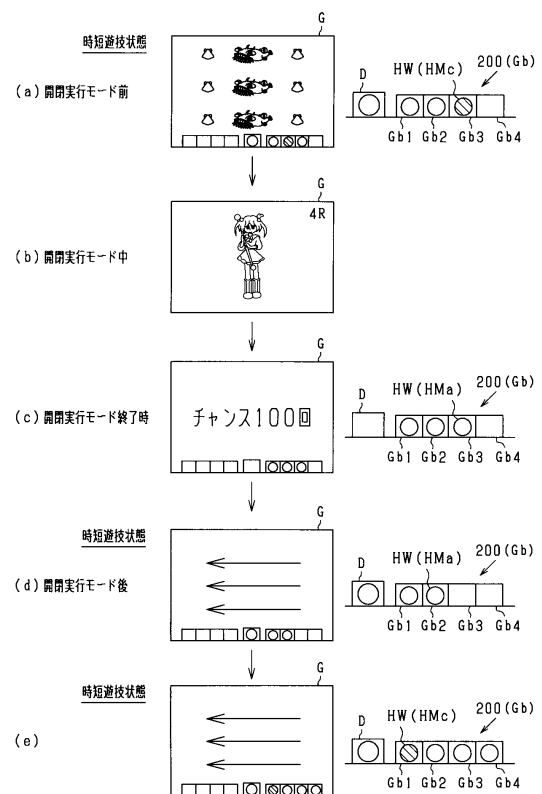 時短遊技状態
G
(a) 開閉実行モード前
D
HW(HMc)
200(Gb)
Gb1 Gb2 Gb3 Gb4
(b) 開閉実行モード中
G
4R
(c) 開閉実行モード終了時
G
チャンス100回
D
HW(HMa)
200(Gb)
Gb1 Gb2 Gb3 Gb4
時短遊技状態
(d) 開閉実行モード後
G
D
HW(HMa)
200(Gb)
Gb1 Gb2 Gb3 Gb4
時短遊技状態
(e)
G
D
HW(HMc)
200(Gb)
Gb1 Gb2 Gb3 Gb4